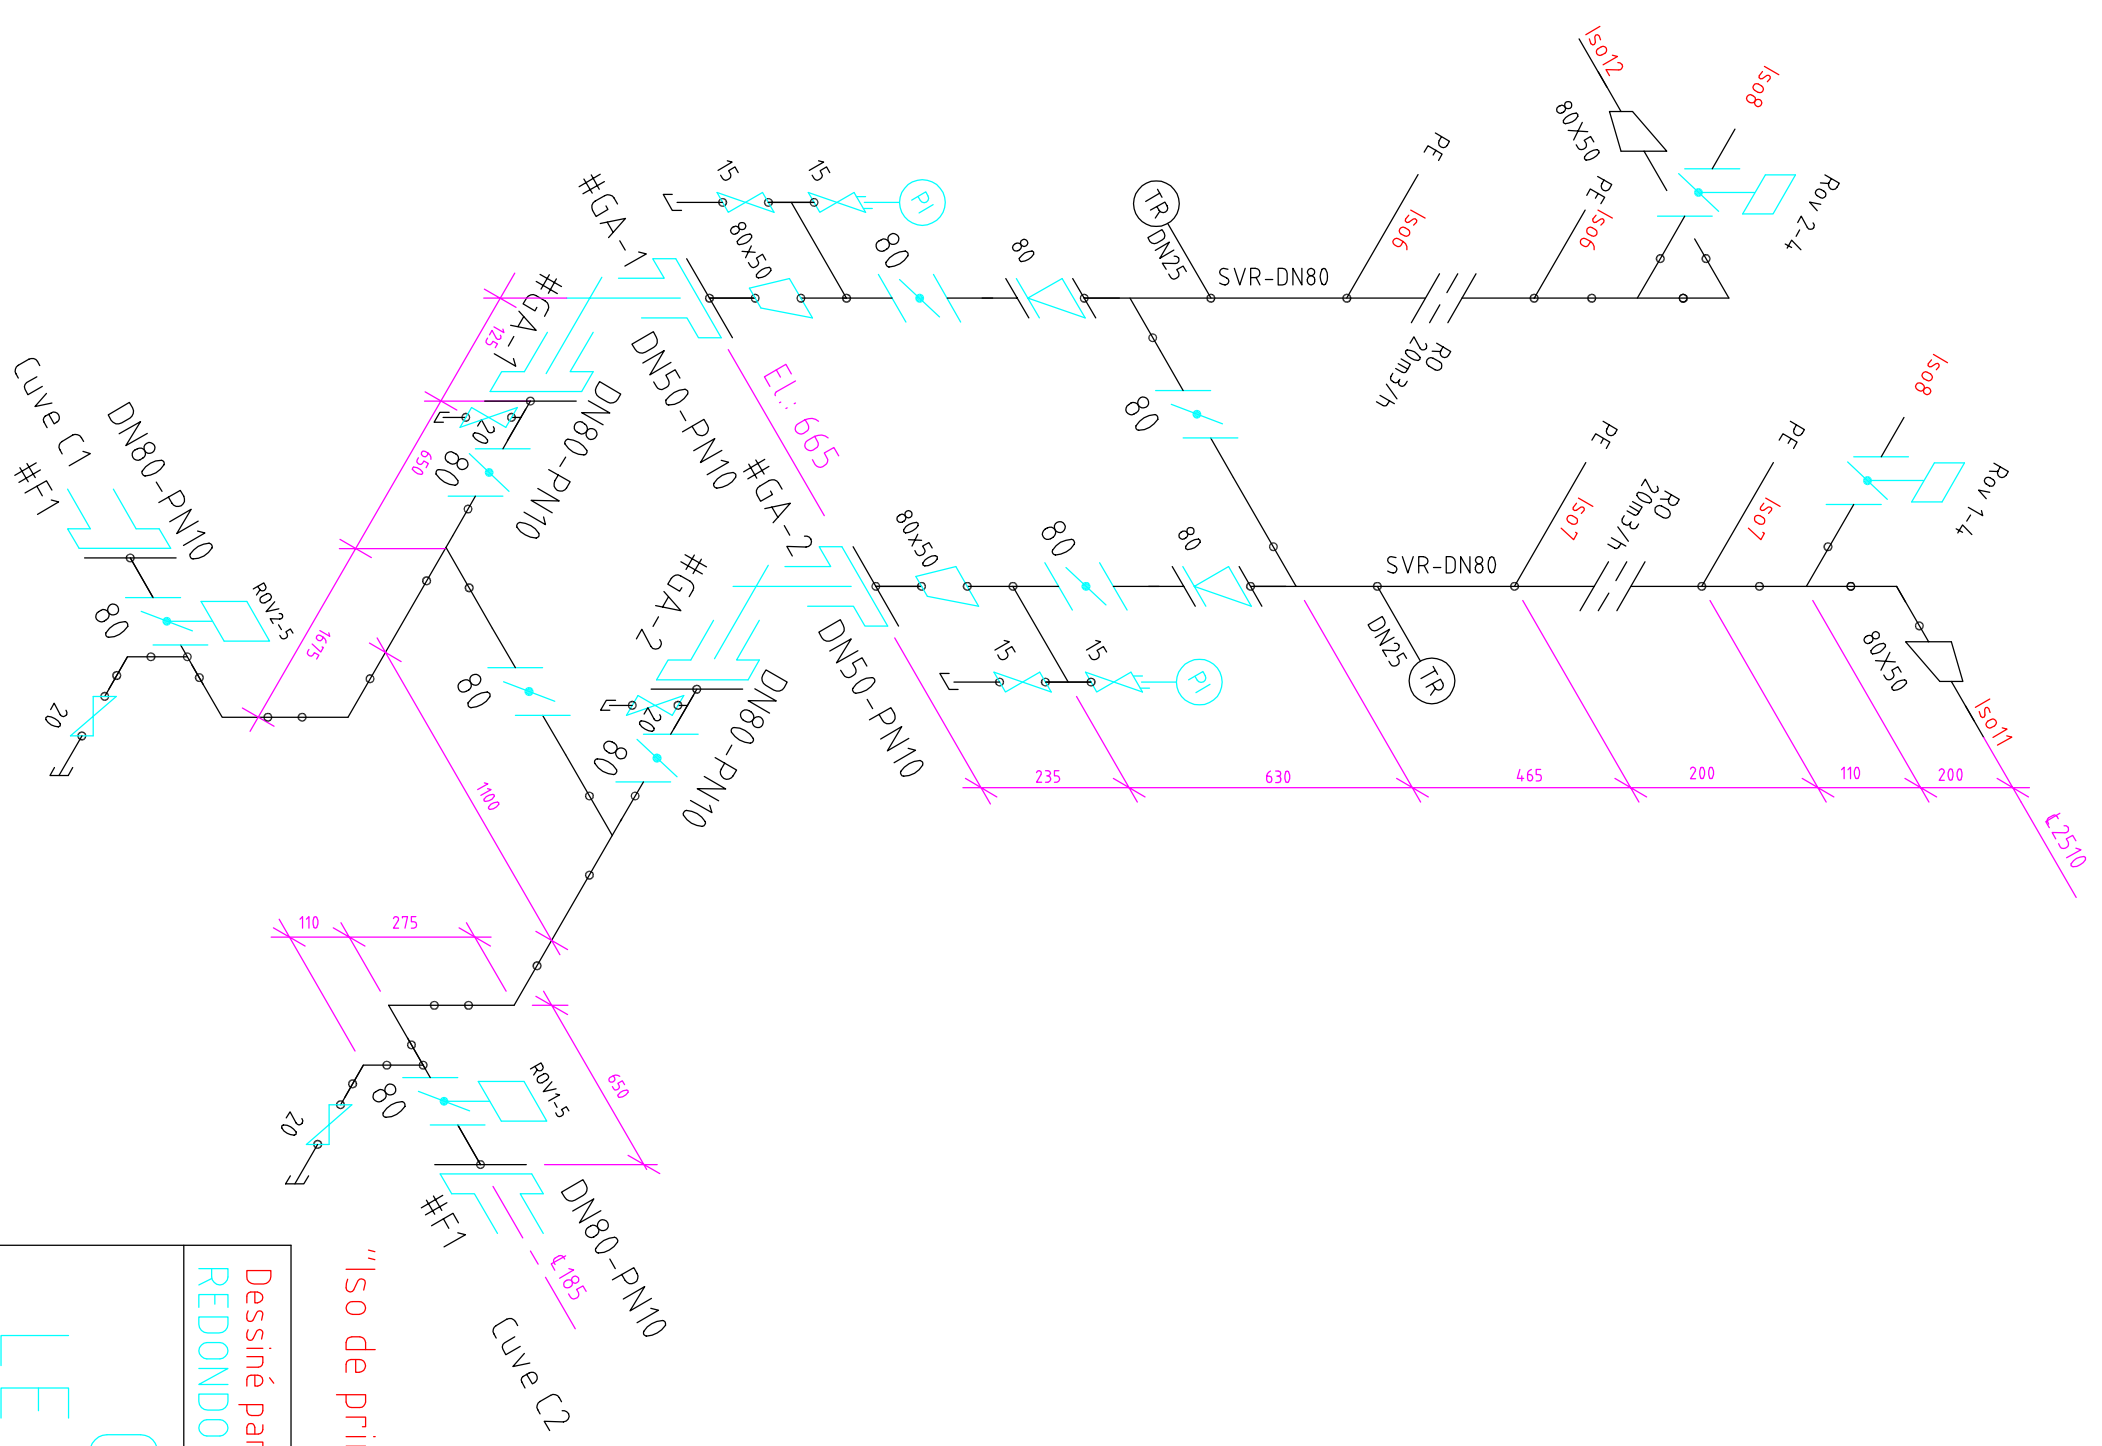 Iso12
Iso8
80X50
Rov 2-4
PE
Iso6
PE
Iso6
15
15
PI
TR
DN25
SVR-DN80
RO
20m3/h
#GA-1
80x50
80
80
DN50-PN10
El.: 665
#GA-1
DN80-PN10
20
80
125
650
1675
Cuve C1
#F1
DN80-PN10
80
ROV2-5
20
80
Iso8
Rov 1-4
PE
Iso7
PE
Iso7
RO
20m3/h
SVR-DN80
80X50
Iso11
DN25
TR
#GA-2
80x50
80
80
15
15
PI
DN50-PN10
#GA-2
DN80-PN10
20
80
80
1100
235
630
465
200
110
200
℄2510
110
275
650
80
ROV1-5
20
#F1
DN80-PN10
℄185
Cuve C2
"Iso de pri
Dessiné par
REDONDO
LE